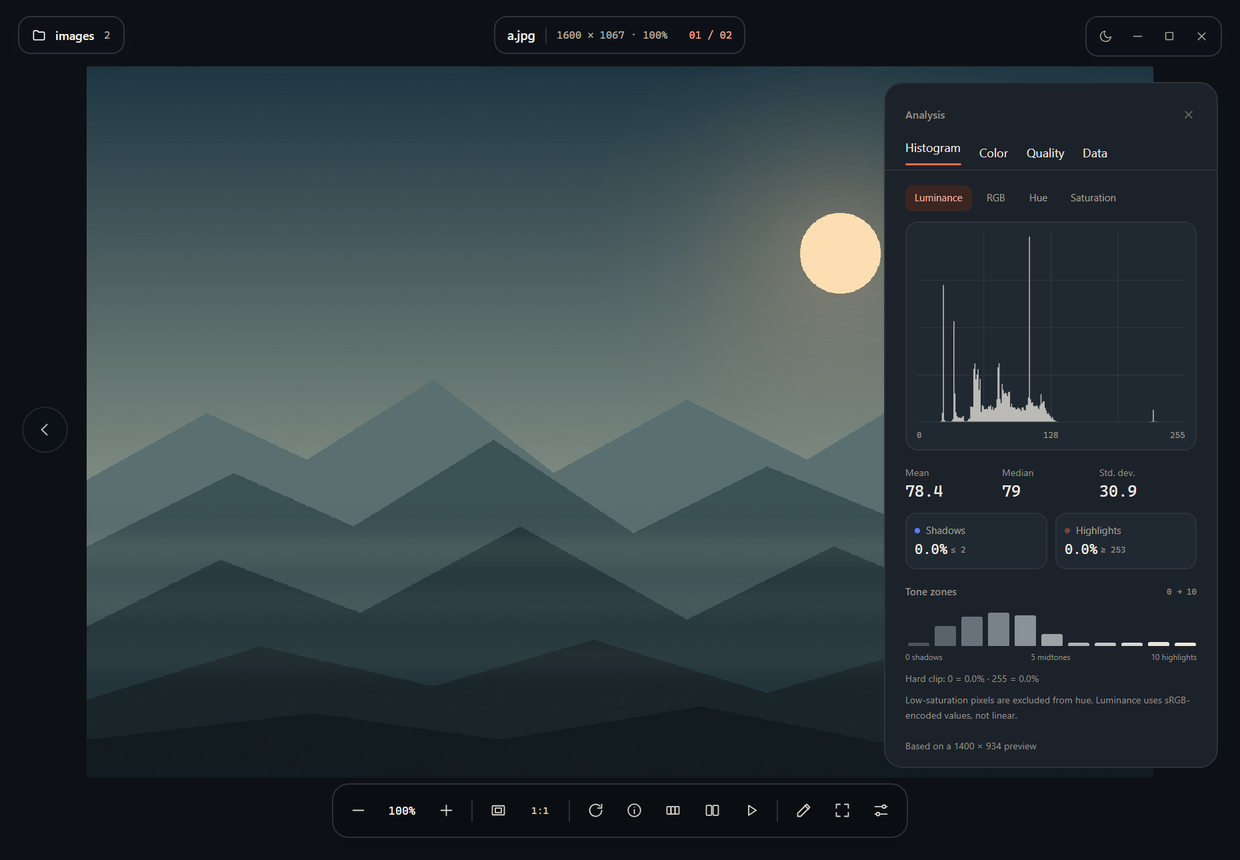 images 2
a.jpg 1600 × 1067 · 100% 01 / 02
Analysis
Histogram Color Quality Data
Luminance RGB Hue Saturation
0 128 255
Mean Median Std. dev.
78.4 79 30.9
Shadows Highlights
0.0% ≤ 2 0.0% ≥ 253
Tone zones 0 → 10
0 shadows 5 midtones 10 highlights
Hard clip: 0 = 0.0% · 255 = 0.0%
Low-saturation pixels are excluded from hue. Luminance uses sRGB-
encoded values, not linear.
Based on a 1400 × 934 preview
100% 1:1